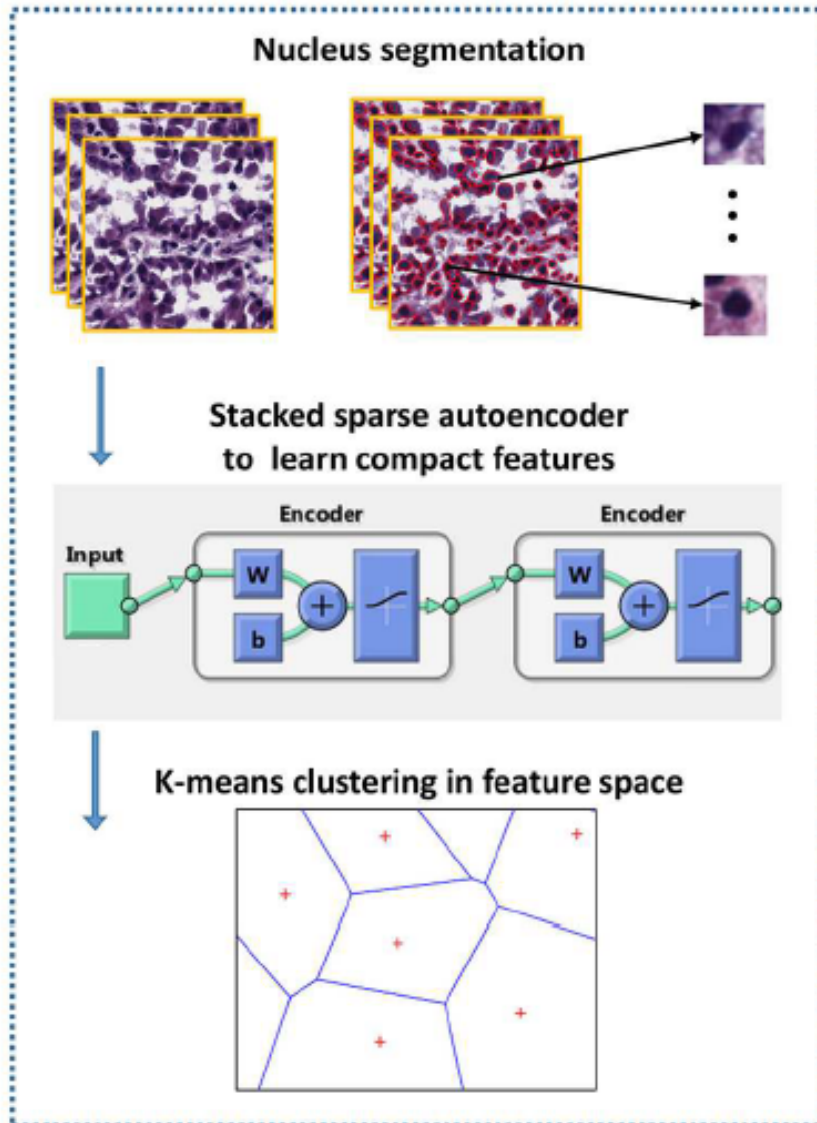 Nucleus segmentation
Stacked sparse autoencoder
to learn compact features
Encoder
Encoder
Input
W
W
b
b
K-means clustering in feature space